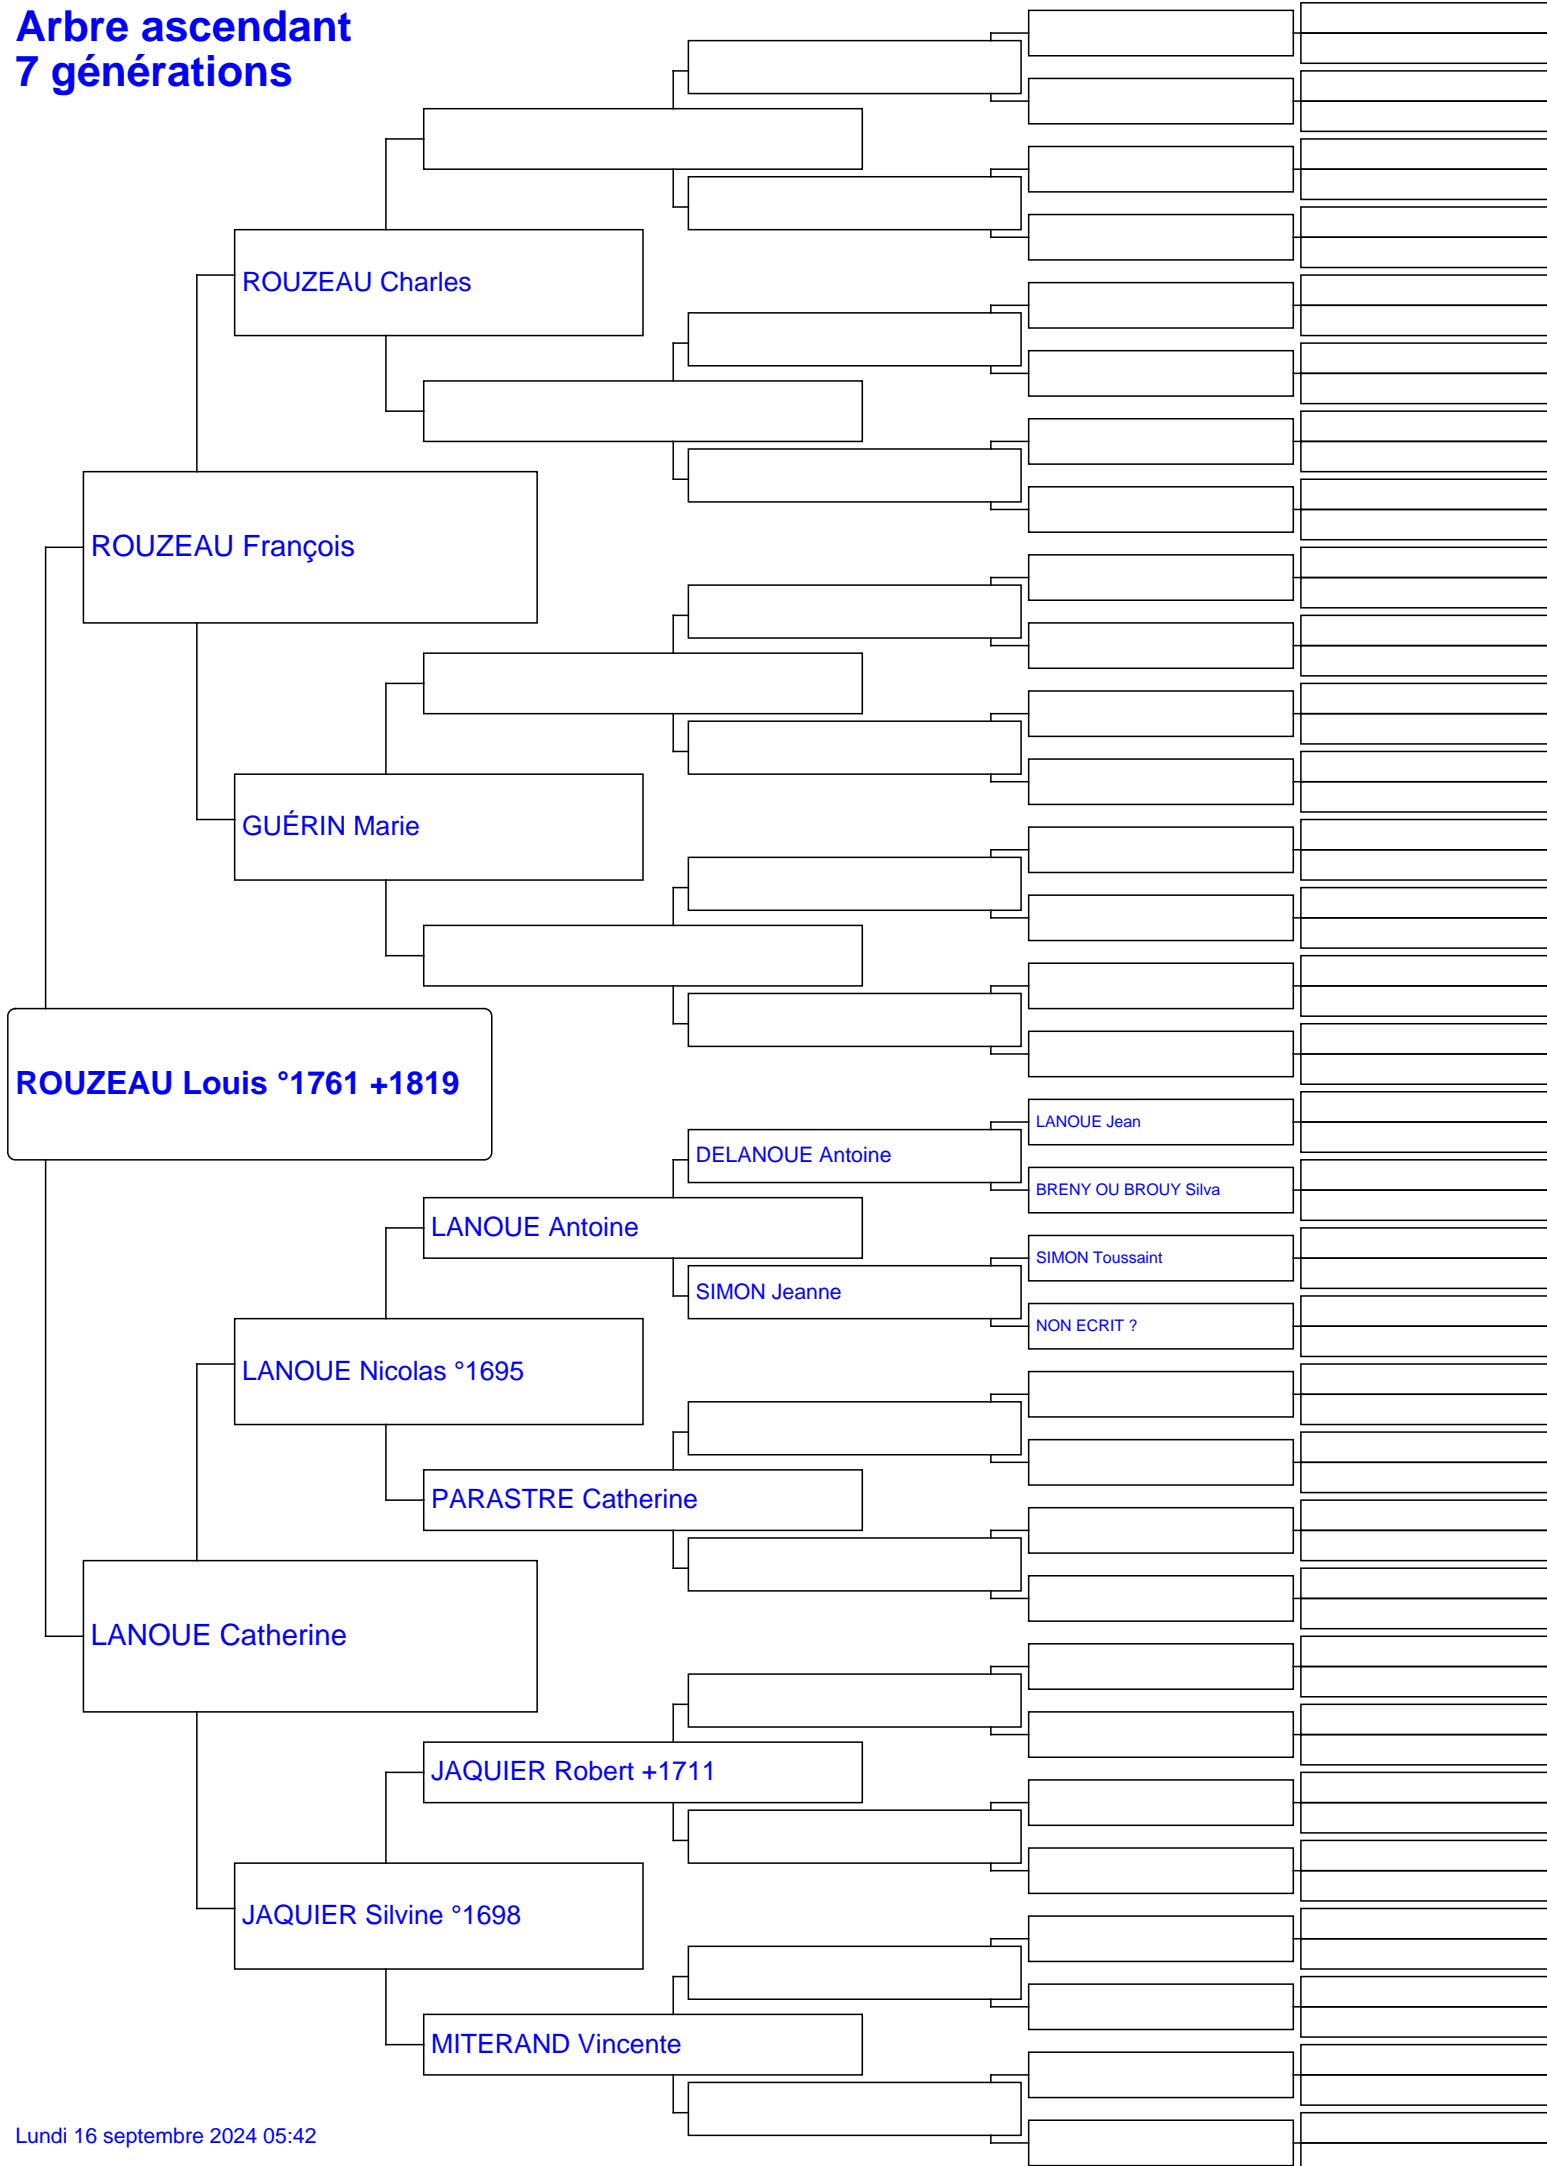 Arbre ascendant
7 générations
ROUZEAU Charles
ROUZEAU François
GUÉRIN Marie
ROUZEAU Louis °1761 +1819
LANOUE Jean
DELANOUE Antoine
BRENY OU BROUY Silva
LANOUE Antoine
SIMON Toussaint
SIMON Jeanne
NON ECRIT ?
LANOUE Nicolas °1695
PARASTRE Catherine
LANOUE Catherine
JAQUIER Robert +1711
JAQUIER Silvine °1698
MITERAND Vincente
Lundi 16 septembre 2024 05:42